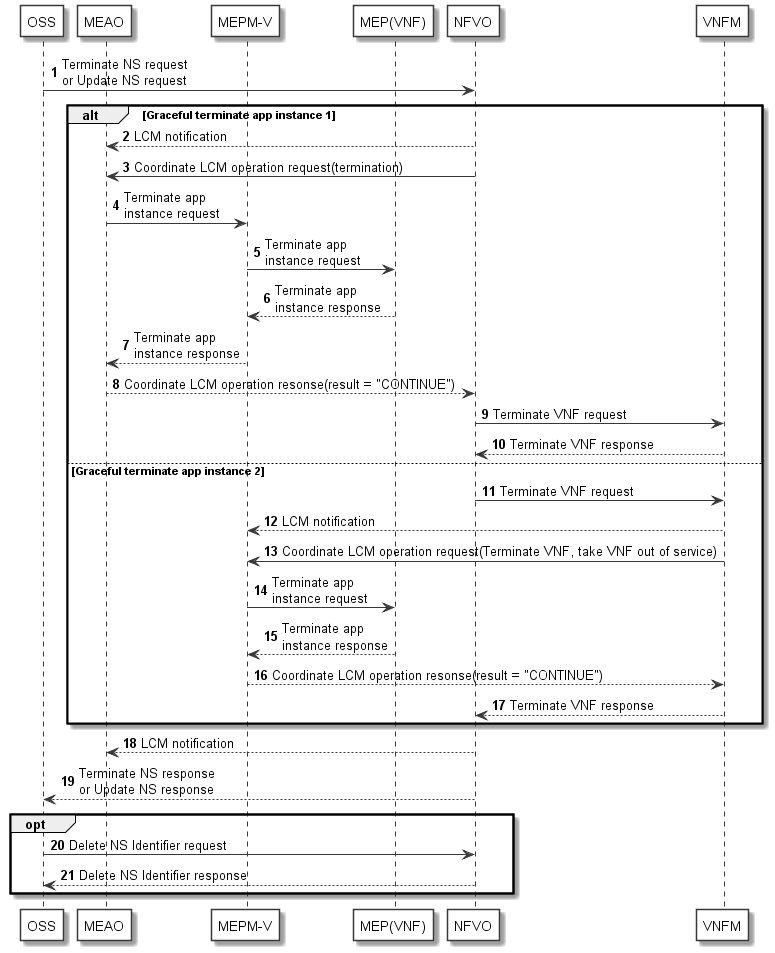 OSS MEAO MEPM-V MEP(VNF) NFVO VNFM
1 Terminate NS request
or Update NS request
alt [Graceful terminate app instance 1]
2 LCM notification
3 Coordinate LCM operation request(termination)
4 Terminate app
instance request
5 Terminate app
instance request
6 Terminate app
instance response
7 Terminate app
instance response
8 Coordinate LCM operation resonse(result = "CONTINUE")
9 Terminate VNF request
10 Terminate VNF response
[Graceful terminate app instance 2]
11 Terminate VNF request
12 LCM notification
13 Coordinate LCM operation request(Terminate VNF, take VNF out of service)
14 Terminate app
instance request
15 Terminate app
instance response
16 Coordinate LCM operation resonse(result = "CONTINUE")
17 Terminate VNF response
18 LCM notification
19 Terminate NS response
or Update NS response
opt
20 Delete NS Identifier request
21 Delete NS Identifier response
OSS MEAO MEPM-V MEP(VNF) NFVO VNFM